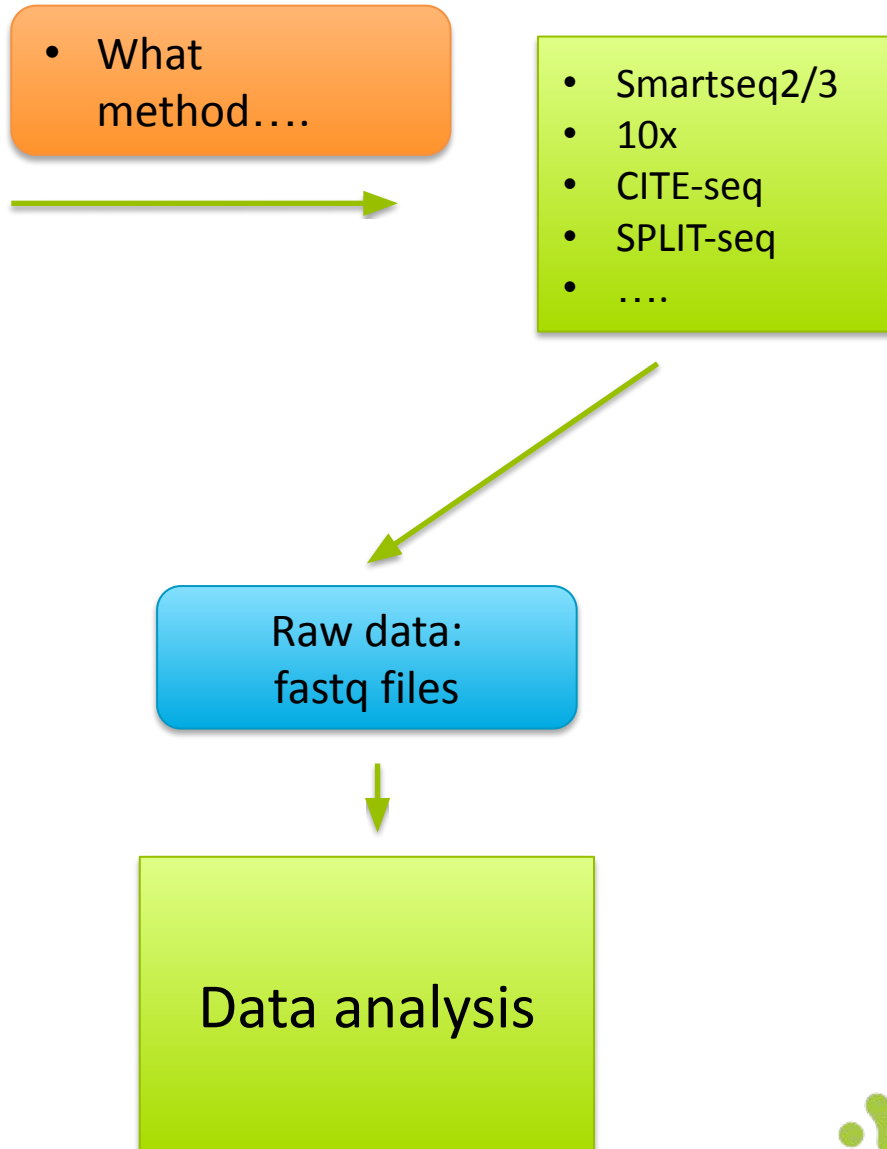 • What
method....
• Smartseq2/3
• 10x
• CITE-seq
• SPLIT-seq
• ....
Raw data:
fastq files
Data analysis